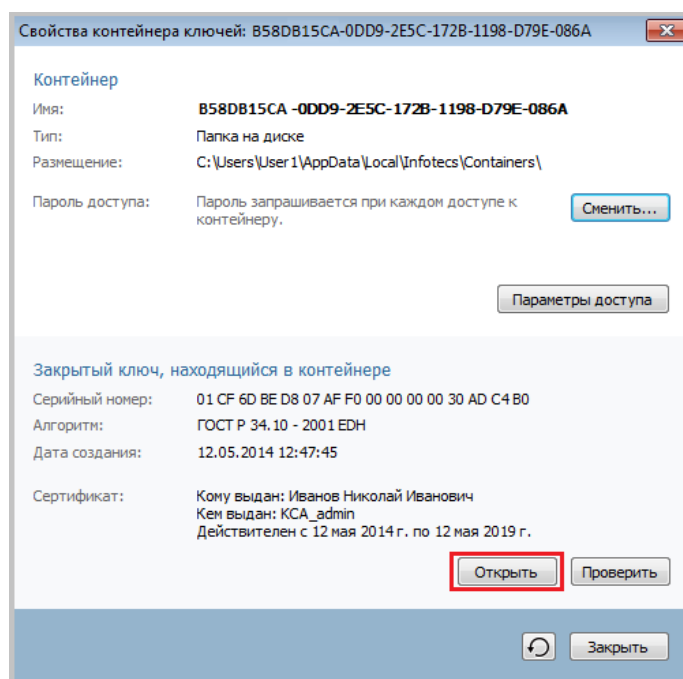 Свойства контейнера ключей: B58DB15CA-0DD9-2E5C-172B-1198-D79E-086A
Контейнер
Имя: B58DB15CA -0DD9-2E5C-172B-1198-D79E-086A
Тип: Папка на диске
Размещение: C:\Users\User1\AppData\Local\Infotecs\Containers\
Пароль доступа: Пароль запрашивается при каждом доступе к
контейнеру.
Сменить...
Параметры доступа
Закрытый ключ, находящийся в контейнере
Серийный номер: 01 CF 6D BE D8 07 AF F0 00 00 00 00 30 AD C4 B0
Алгоритм: ГОСТ Р 34.10 - 2001 EDH
Дата создания: 12.05.2014 12:47:45
Сертификат: Кому выдан: Иванов Николай Иванович
Кем выдан: KCA_admin
Действителен с 12 мая 2014 г. по 12 мая 2019 г.
Открыть Проверить
Закрыть